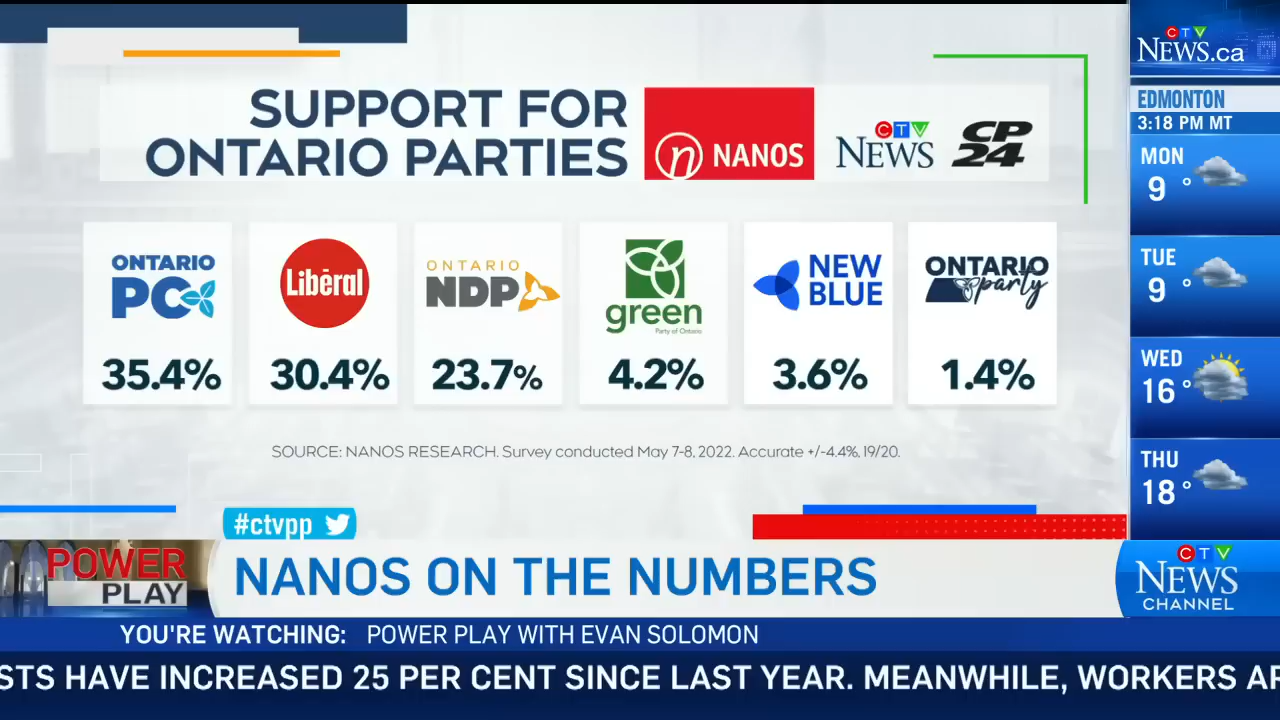 SUPPORT FOR
ONTARIO PARTIES
n NANOS
CTV
NEWS
CP
24
ONTARIO
PC
35.4%
Libéral
30.4%
ONTARIO
NDP
23.7%
green
Party of Ontario
4.2%
NEW
BLUE
3.6%
ONTARIO
party
1.4%
SOURCE: NANOS RESEARCH. Survey conducted May 7-8, 2022. Accurate +/-4.4%, 19/20.
#ctvpp
POWER
PLAY
NANOS ON THE NUMBERS
YOU'RE WATCHING: POWER PLAY WITH EVAN SOLOMON
STS HAVE INCREASED 25 PER CENT SINCE LAST YEAR. MEANWHILE, WORKERS AR
CTV
NEWS.ca
EDMONTON
3:18 PM MT
MON
9 °
TUE
9 °
WED
16 °
THU
18 °
CTV
NEWS
CHANNEL